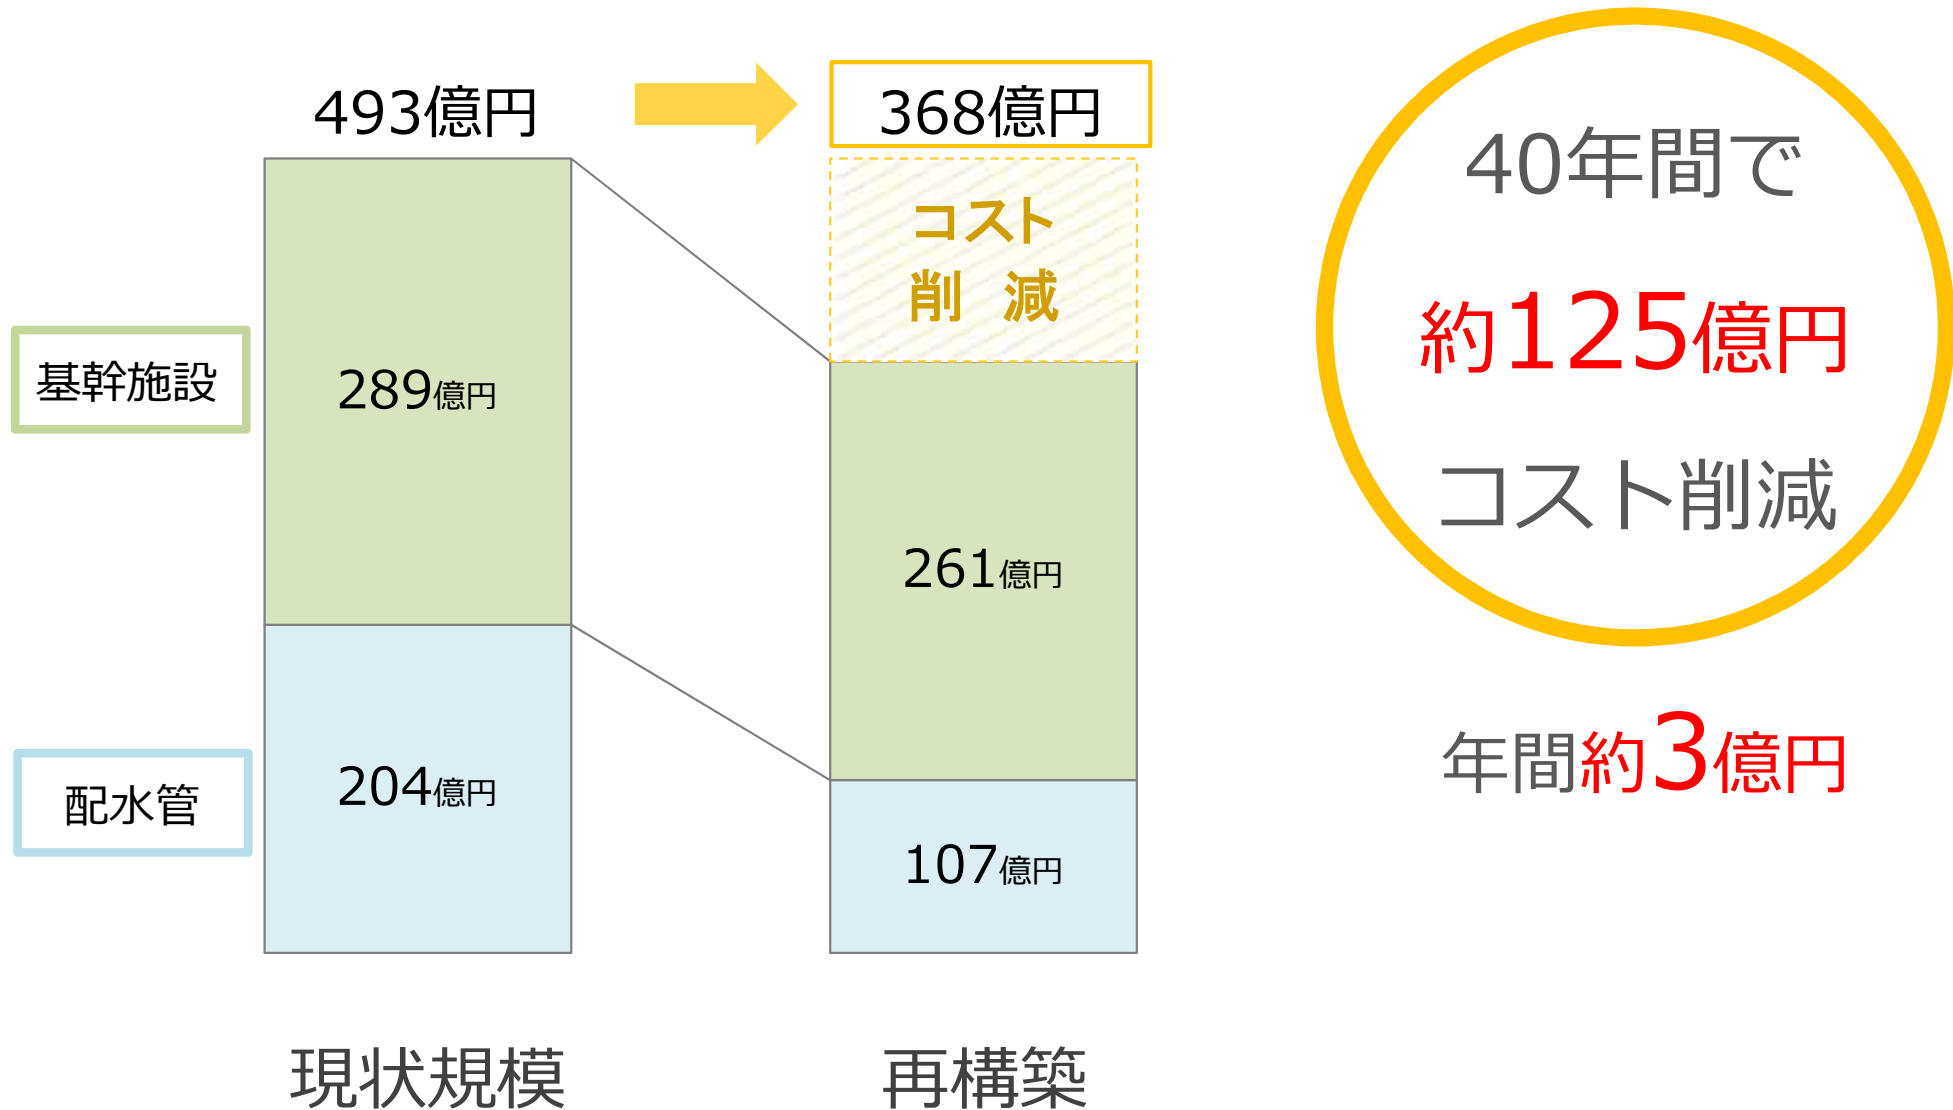 493億円
368億円
コスト
削　減
基幹施設
289億円
261億円
配水管
204億円
107億円
現状規模
再構築
40年間で
約125億円
コスト削減
年間約3億円